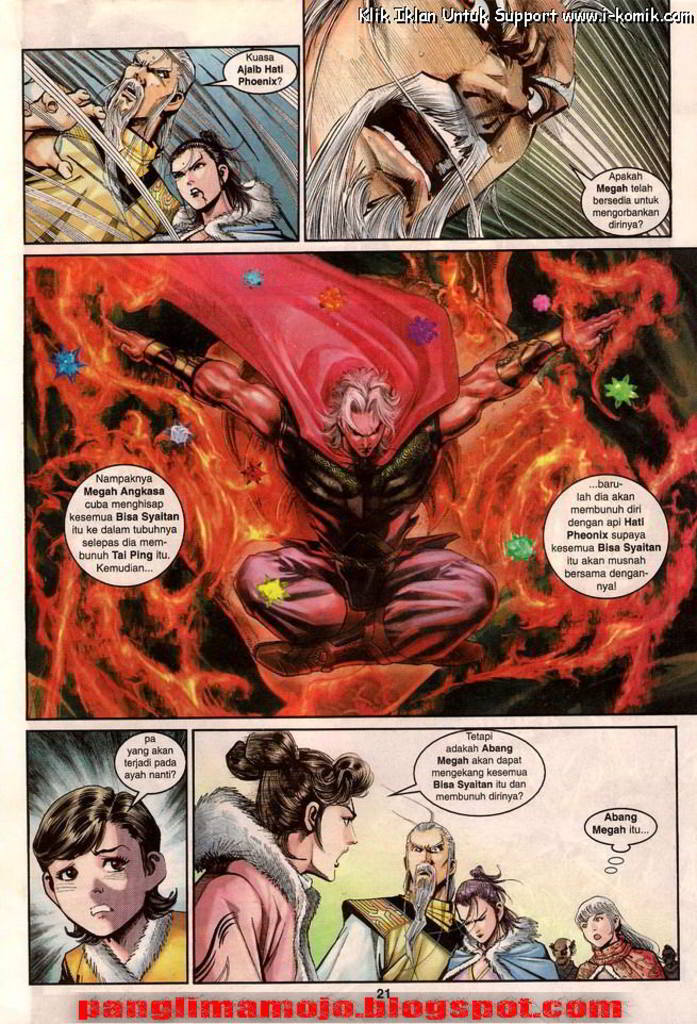 Klik Iklan Untuk Support www.i-komik.com
Kuasa
Ajaib Hati
Phoenix?
Apakah
Megah telah
bersedia untuk
mengorbankan
dirinya?
Nampaknya
Megah Angkasa
cuba menghisap
kesemua Bisa Syaitan
itu ke dalam tubuhnya
selepas dia mem-
bunuh Tai Ping itu.
Kemudian...
...baru-
lah dia akan
membunuh diri
dengan api Hati
Pheonix supaya
kesemua Bisa Syaitan
itu akan musnah
bersama dengan-
nya!
pa
yang akan
terjadi pada
ayah nanti?
Tetapi
adakah Abang
Megah akan dapat
mengekang kesemua
Bisa Syaitan itu dan
membunuh dirinya?
Abang
Megah itu...
21
panglimamojo.blogspot.com